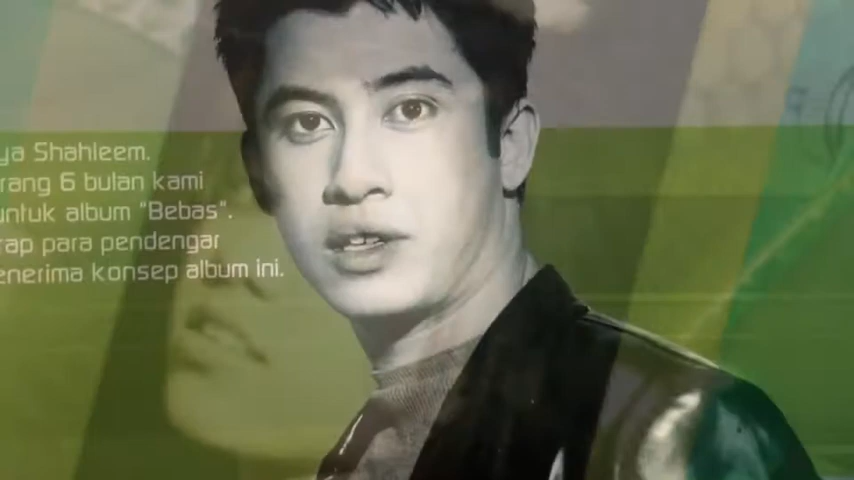 ya Shahleem.
rang 6 bulan kami
untuk album "Bebas".
rap para pendengar
enerima konsep album ini.